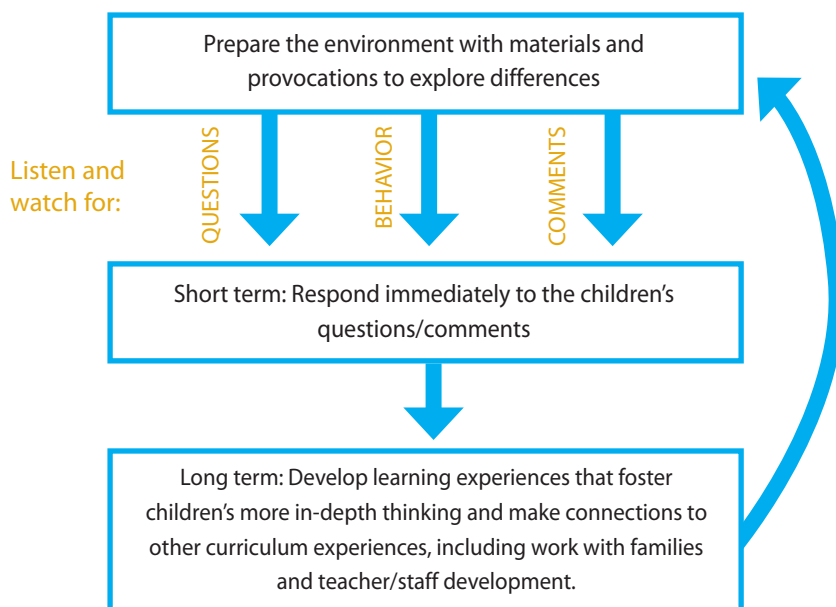 Prepare the environment with materials and
provocations to explore differences
Listen and
watch for:
QUESTIONS
BEHAVIOR
COMMENTS
Short term: Respond immediately to the children’s
questions/comments
Long term: Develop learning experiences that foster
children’s more in-depth thinking and make connections to
other curriculum experiences, including work with families
and teacher/staff development.